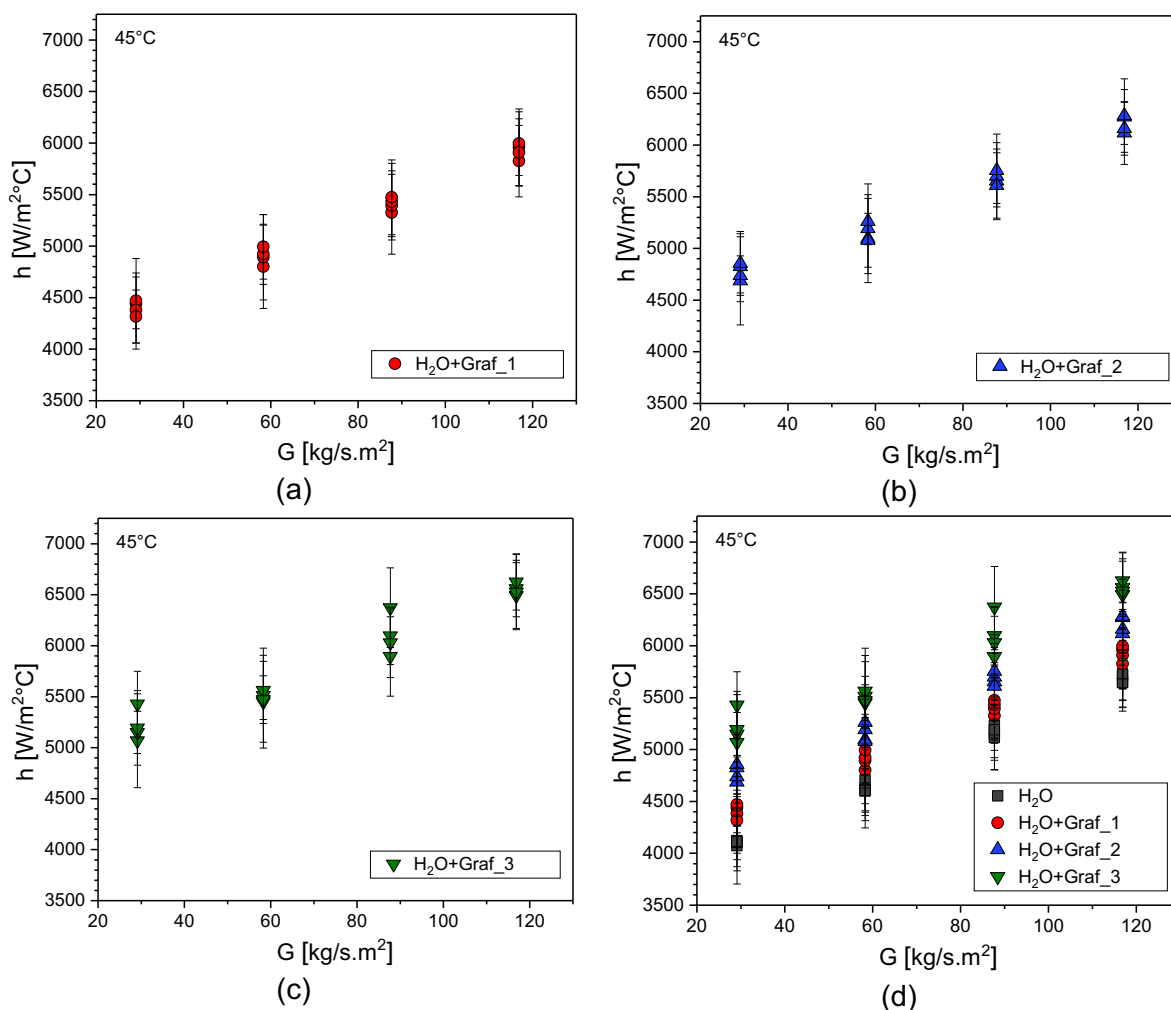 45°C
7000
6500
6000
5500
5000
4500
4000
3500
h [W/m²°C]
20 40 60 80 100 120
G [kg/s.m²]
H₂O+Graf_1
(a)
45°C
7000
6500
6000
5500
5000
4500
4000
3500
h [W/m²°C]
20 40 60 80 100 120
G [kg/s.m²]
H₂O+Graf_2
(b)
45°C
7000
6500
6000
5500
5000
4500
4000
3500
h [W/m²°C]
20 40 60 80 100 120
G [kg/s.m²]
H₂O+Graf_3
(c)
45°C
7000
6500
6000
5500
5000
4500
4000
3500
h [W/m²°C]
20 40 60 80 100 120
G [kg/s.m²]
H₂O
H₂O+Graf_1
H₂O+Graf_2
H₂O+Graf_3
(d)